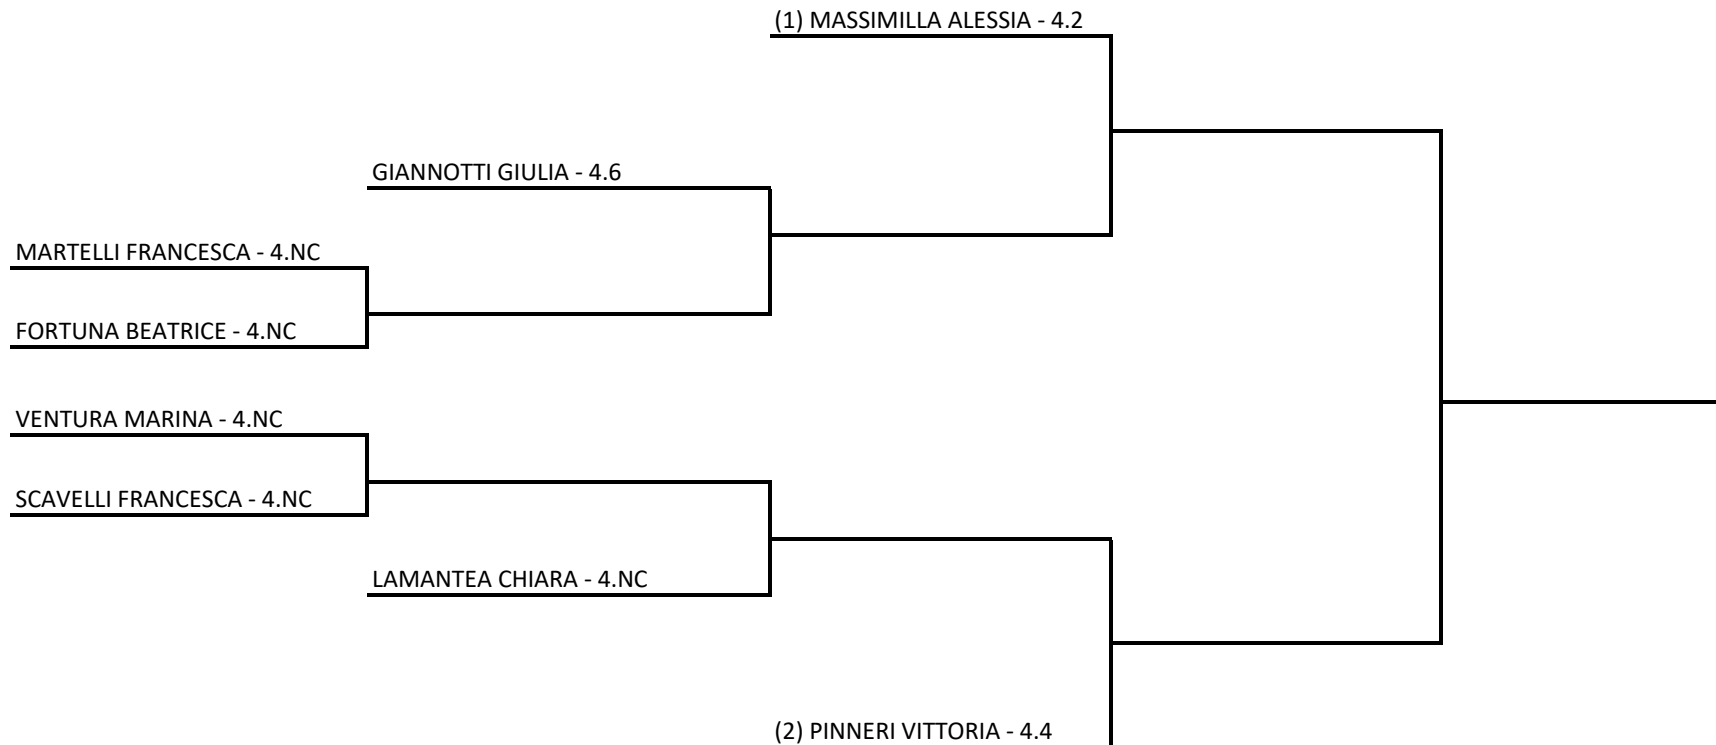 (1) MASSIMILLA ALESSIA - 4.2
GIANNOTTI GIULIA - 4.6
MARTELLI FRANCESCA - 4.NC
FORTUNA BEATRICE - 4.NC
VENTURA MARINA - 4.NC
SCAVELLI FRANCESCA - 4.NC
LAMANTEA CHIARA - 4.NC
(2) PINNERI VITTORIA - 4.4